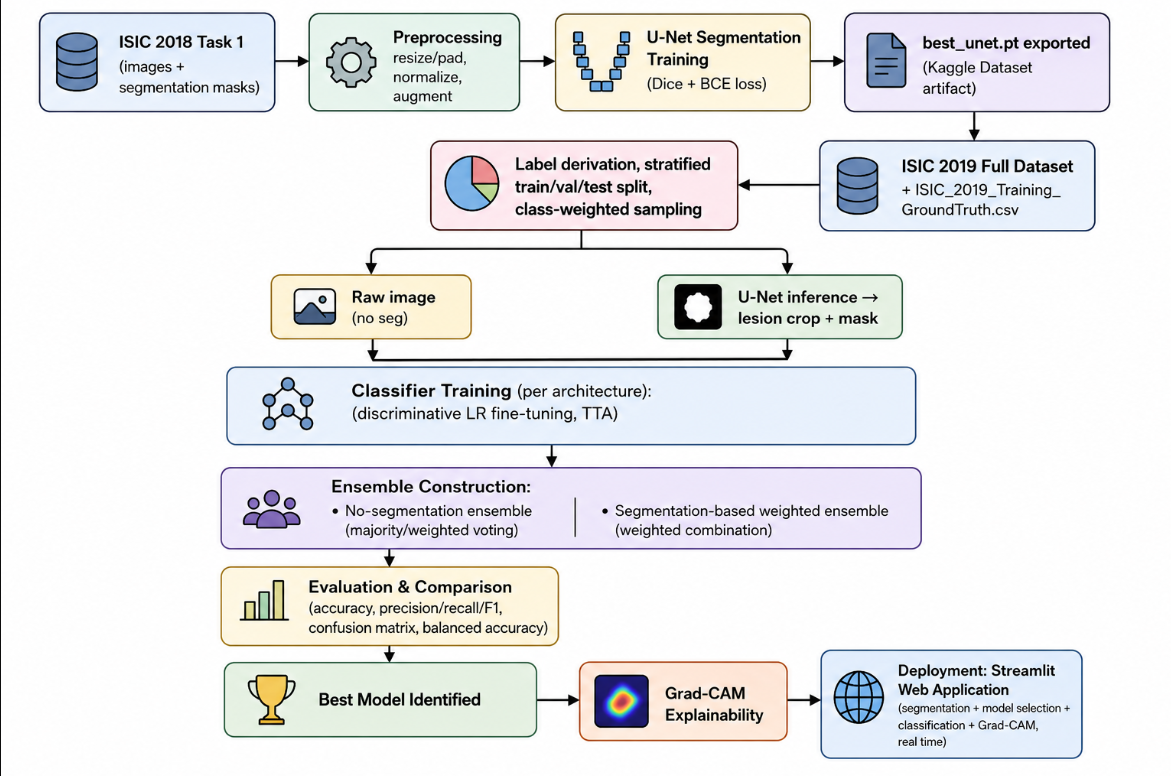 ISIC 2018 Task 1
(images +
segmentation masks)
Preprocessing
resize/pad,
normalize,
augment
U-Net Segmentation
Training
(Dice + BCE loss)
best_unet.pt exported
(Kaggle Dataset
artifact)
Label derivation, stratified
train/val/test split,
class-weighted sampling
ISIC 2019 Full Dataset
+ ISIC_2019_Training_
GroundTruth.csv
Raw image
(no seg)
U-Net inference →
lesion crop + mask
Classifier Training (per architecture):
(discriminative LR fine-tuning, TTA)
Ensemble Construction:
• No-segmentation ensemble
(majority/weighted voting)
• Segmentation-based weighted ensemble
(weighted combination)
Evaluation & Comparison
(accuracy, precision/recall/F1,
confusion matrix, balanced accuracy)
Best Model Identified
Grad-CAM
Explainability
Deployment: Streamlit
Web Application
(segmentation + model selection +
classification + Grad-CAM,
real time)